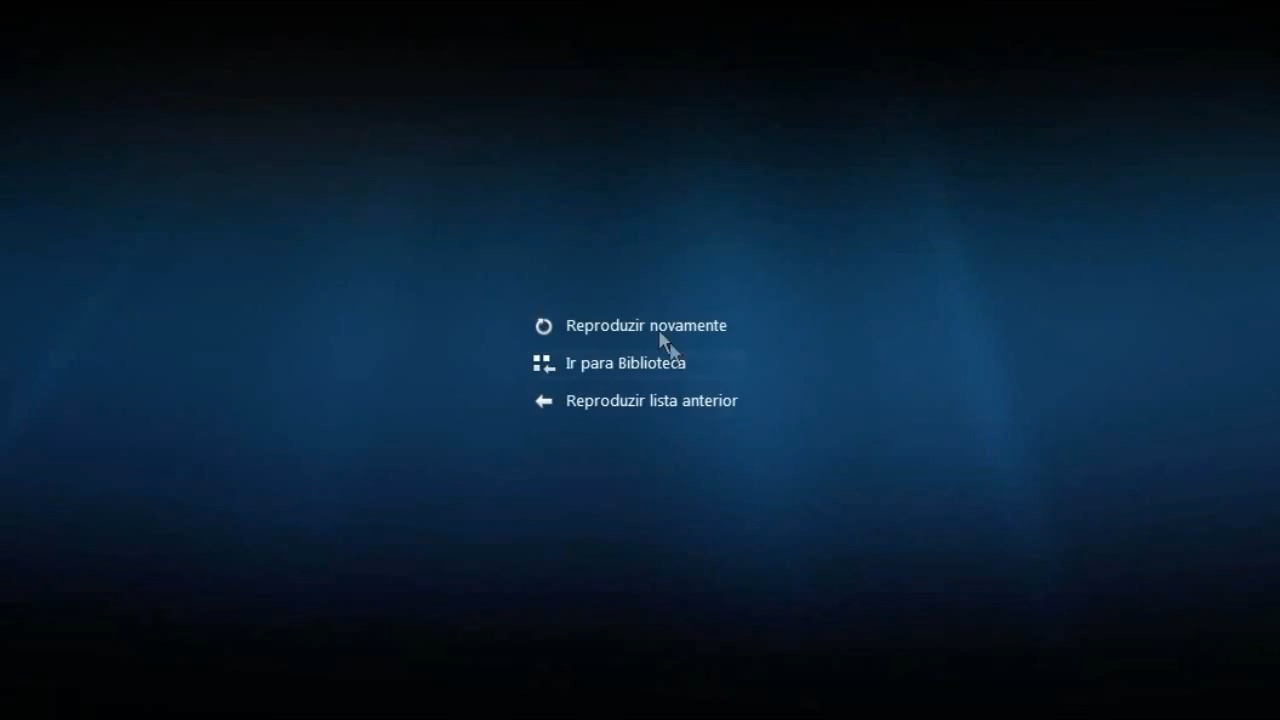 Reproduzir novamente
Ir para Biblioteca
Reproduzir lista anterior